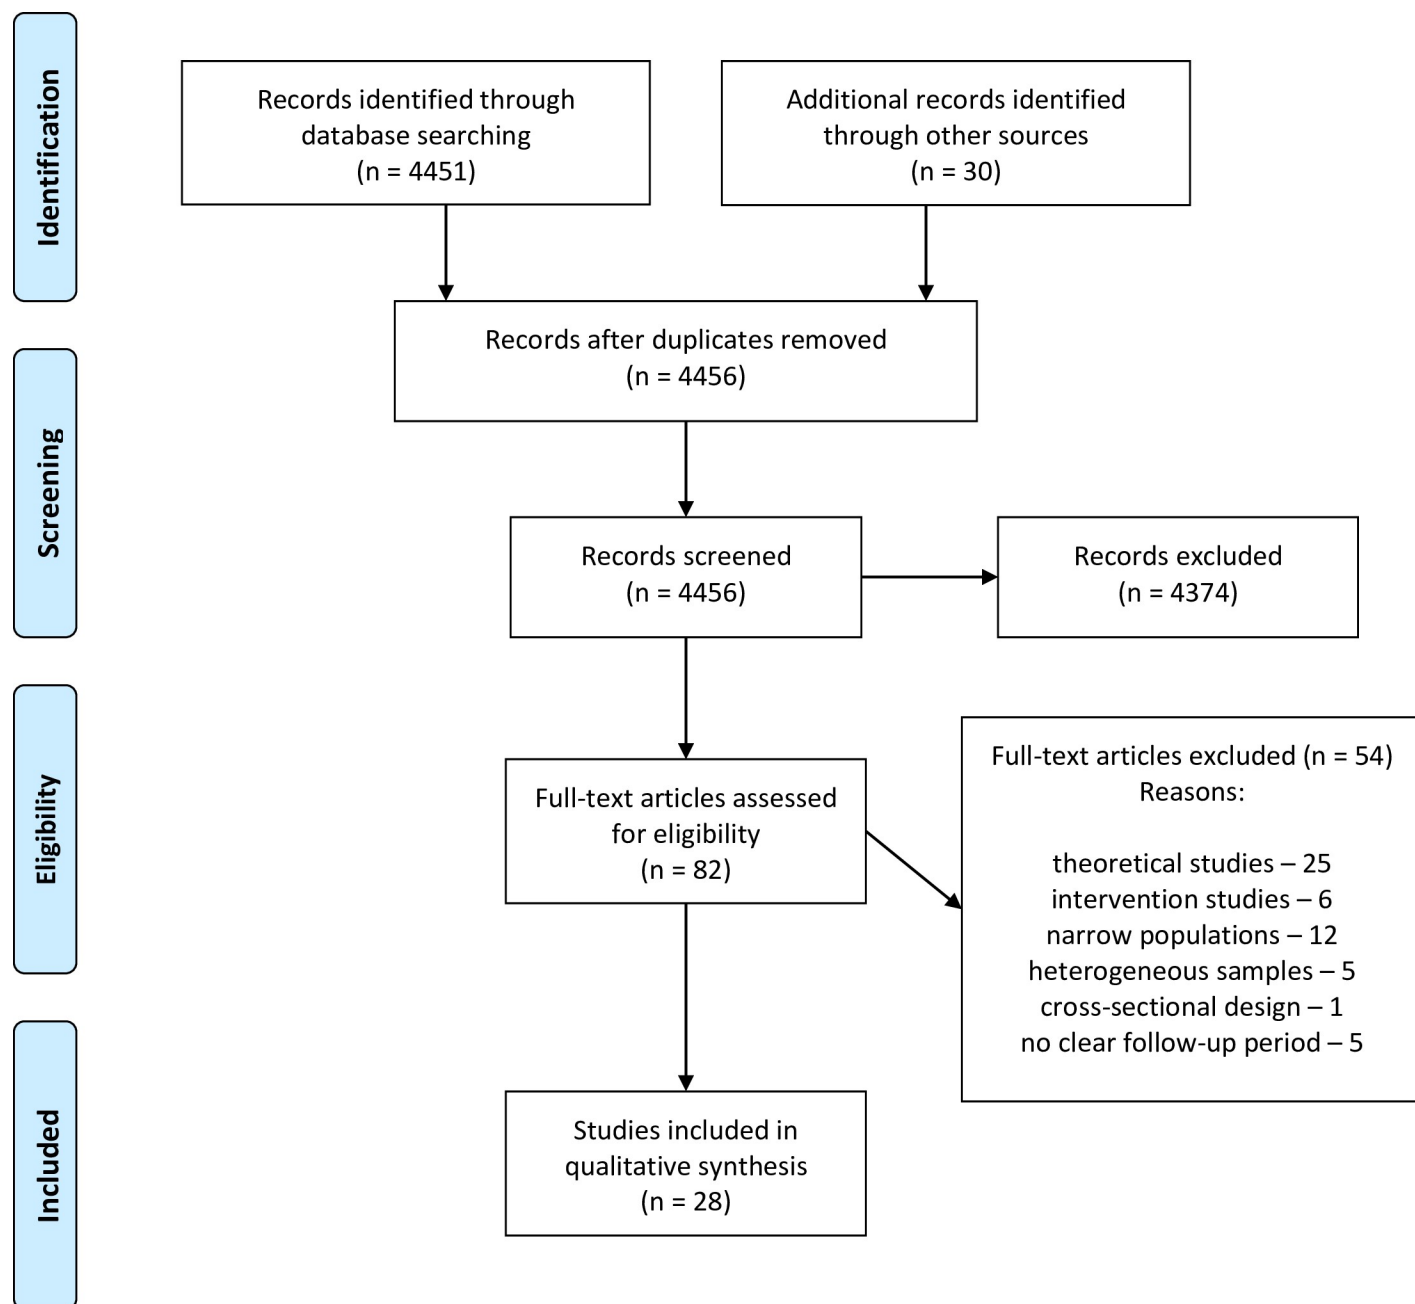 Identification
Records identified through
database searching
(n = 4451)
Additional records identified
through other sources
(n = 30)
Records after duplicates removed
(n = 4456)
Screening
Records screened
(n = 4456)
Records excluded
(n = 4374)
Eligibility
Full-text articles assessed
for eligibility
(n = 82)
Full-text articles excluded (n = 54)
Reasons:
theoretical studies – 25
intervention studies – 6
narrow populations – 12
heterogeneous samples – 5
cross-sectional design – 1
no clear follow-up period – 5
Included
Studies included in
qualitative synthesis
(n = 28)